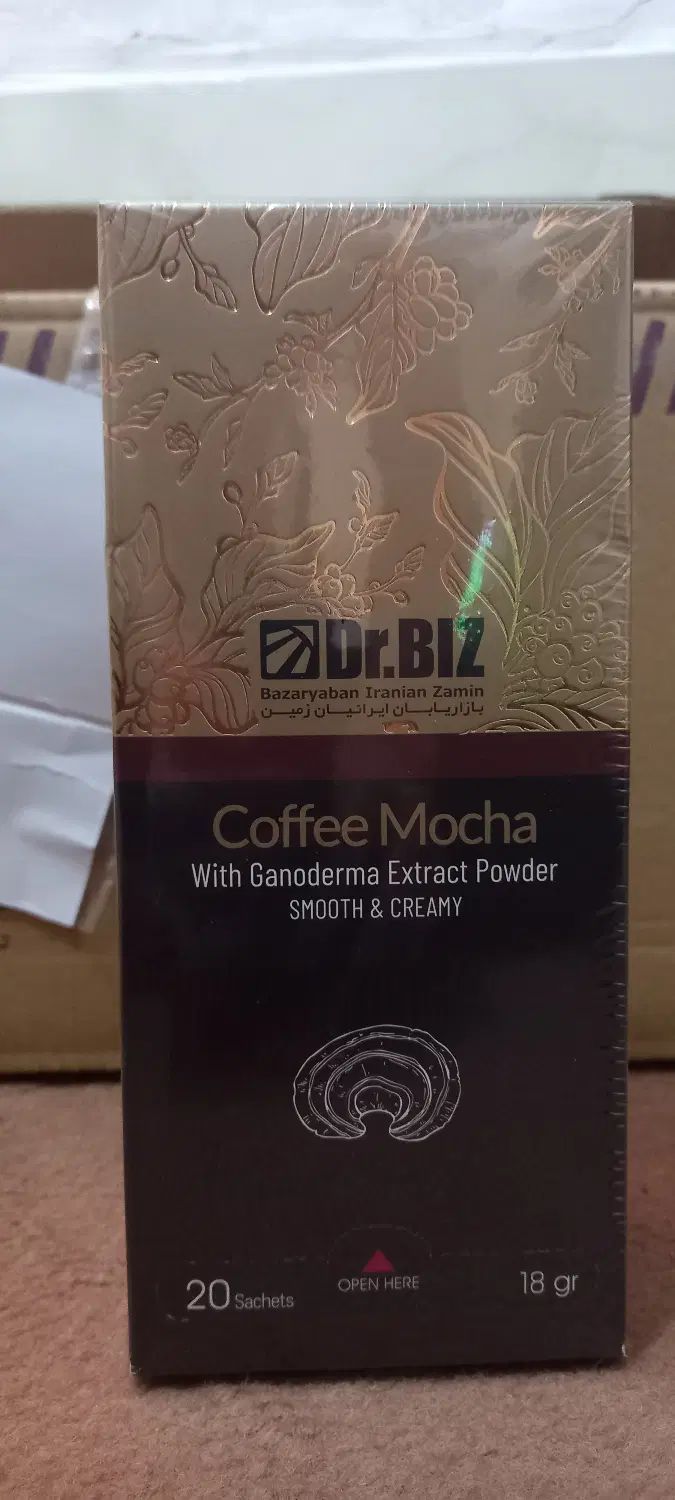 Dr.BIZ
Bazaryaban Iranian Zamin
بازاریابان ایرانیان زمین
Coffee Mocha
With Ganoderma Extract Powder
SMOOTH & CREAMY
OPEN HERE
20 Sachets
18 gr